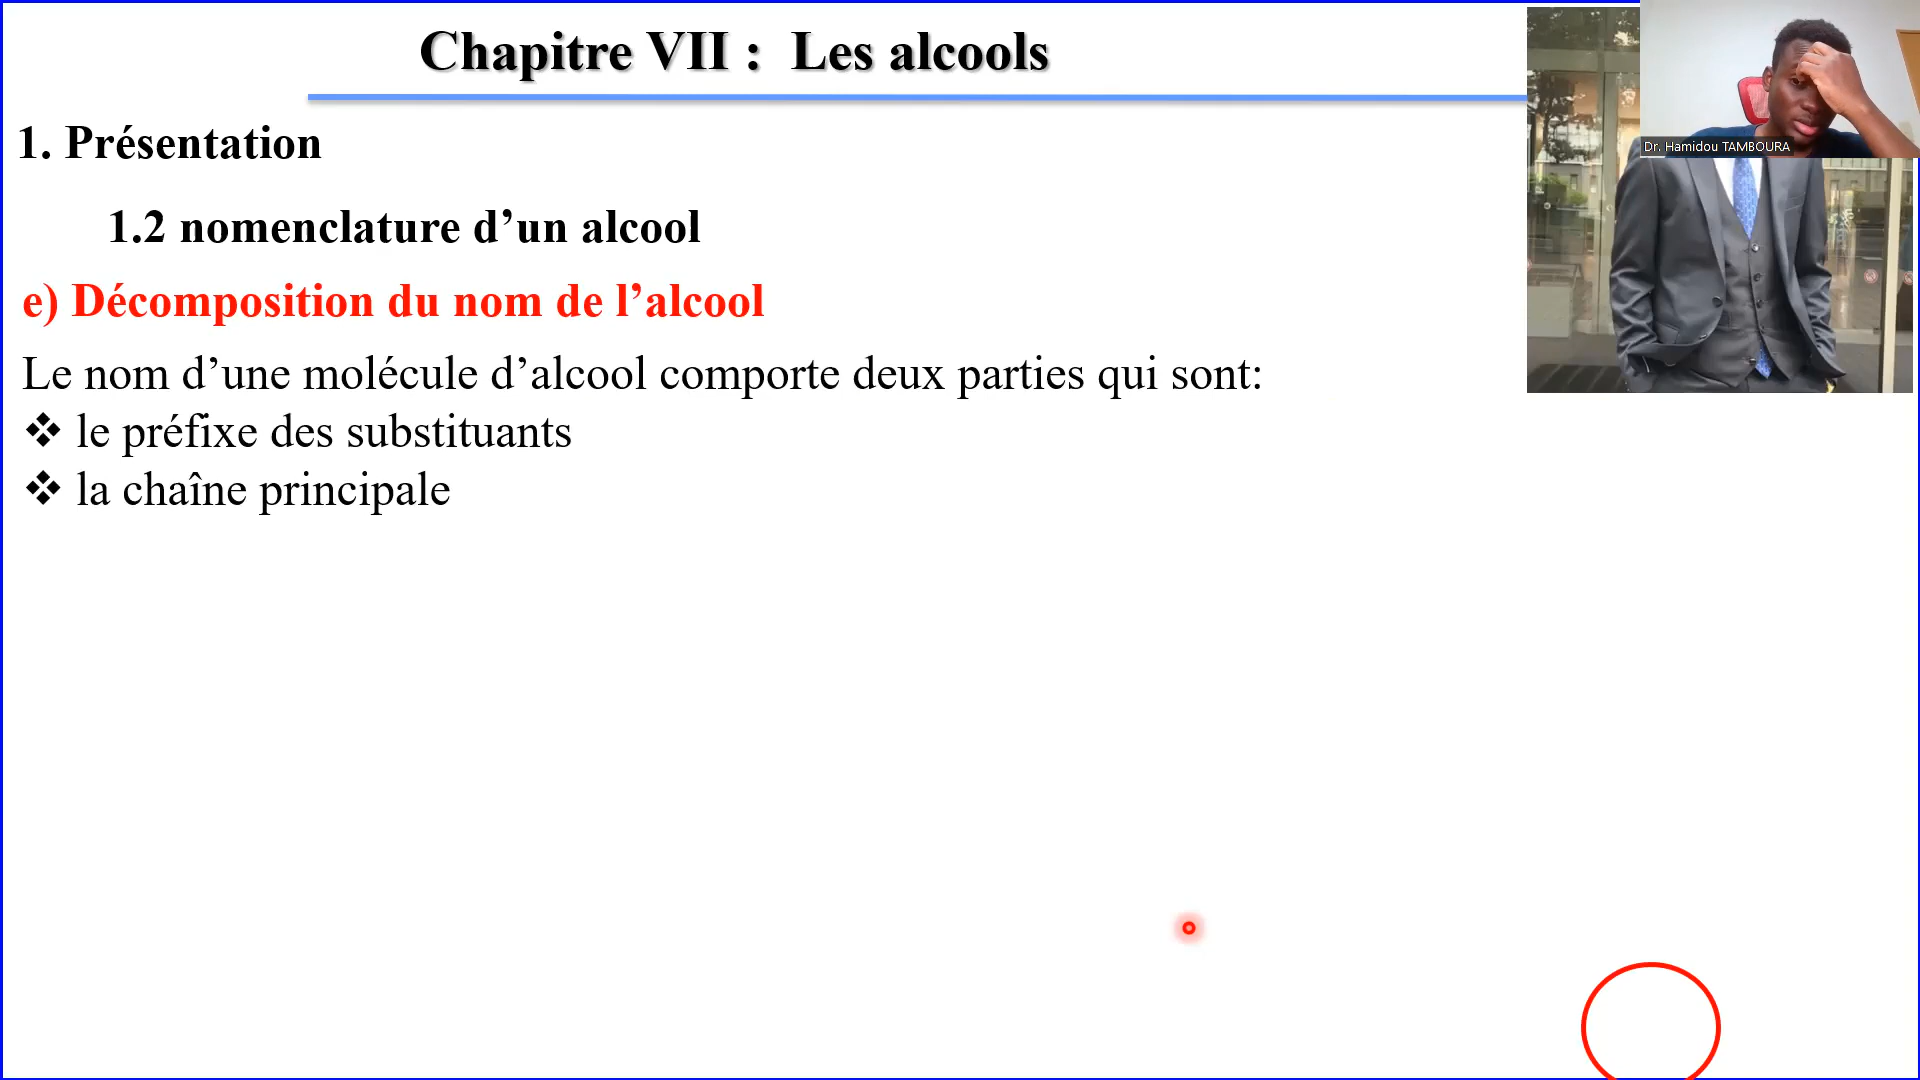 Chapitre VII : Les alcools
Dr. Hamidou TAMBOURA
1. Présentation
1.2 nomenclature d’un alcool
e) Décomposition du nom de l’alcool
Le nom d’une molécule d’alcool comporte deux parties qui sont:
❖ le préfixe des substituants
❖ la chaîne principale